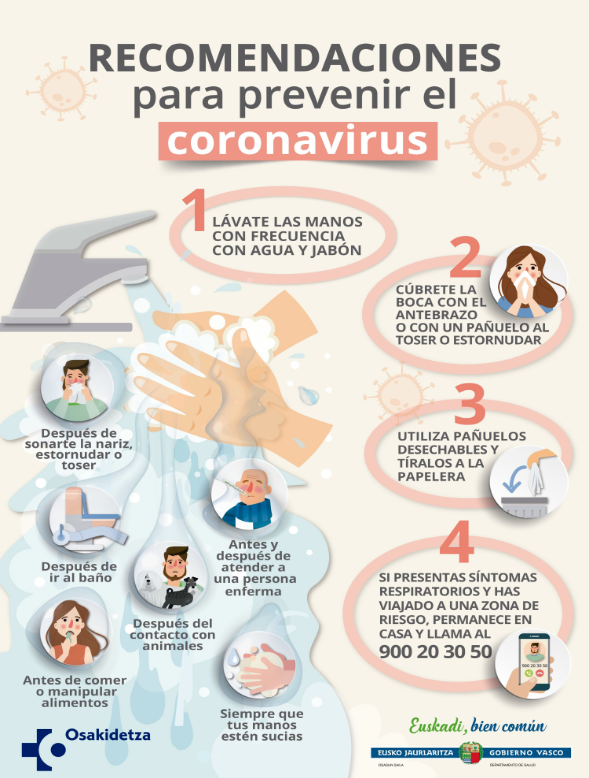 RECOMENDACIONES
para prevenir el
coronavirus
1
LÁVATE LAS MANOS
CON FRECUENCIA
CON AGUA Y JABÓN
2
CÚBRETE LA
BOCA CON EL
ANTEBRAZO
O CON UN PAÑUELO AL
TOSER O ESTORNUDAR
3
UTILIZA PAÑUELOS
DESECHABLES Y
TÍRALOS A LA
PAPELERA
4
SI PRESENTAS SÍNTOMAS
RESPIRATORIOS Y HAS
VIAJADO A UNA ZONA DE
RIESGO, PERMANECE EN
CASA Y LLAMA AL
900 20 30 50
900 20 30 50
Después de
sonarte la nariz,
estornudar o
toser
Después de
ir al baño
Antes y
después de
atender a
una persona
enferma
Después del
contacto con
animales
Antes de comer
o manipular
alimentos
Siempre que
tus manos
estén sucias
Osakidetza
Euskadi, bien común
EUSKO JAURLARITZA GOBIERNO VASCO
OSASUN SAILA DEPARTAMENTO DE SALUD